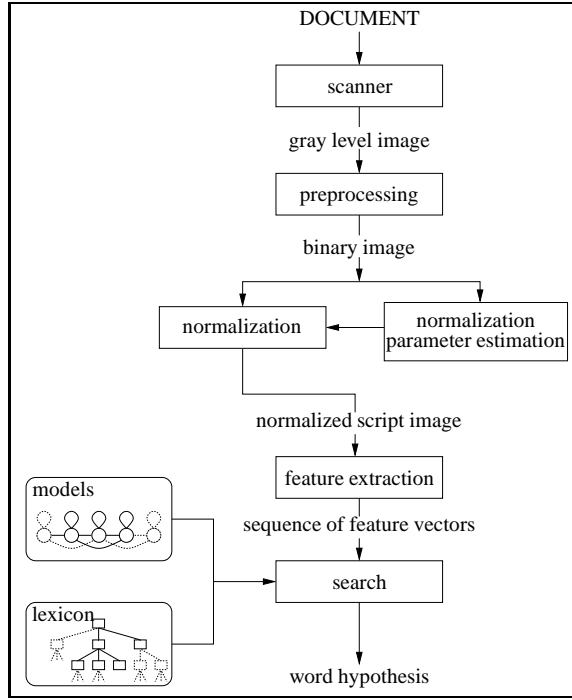 DOCUMENT
scanner
gray level image
preprocessing
binary image
normalization
normalization
parameter estimation
normalized script image
feature extraction
models
sequence of feature vectors
search
lexicon
word hypothesis